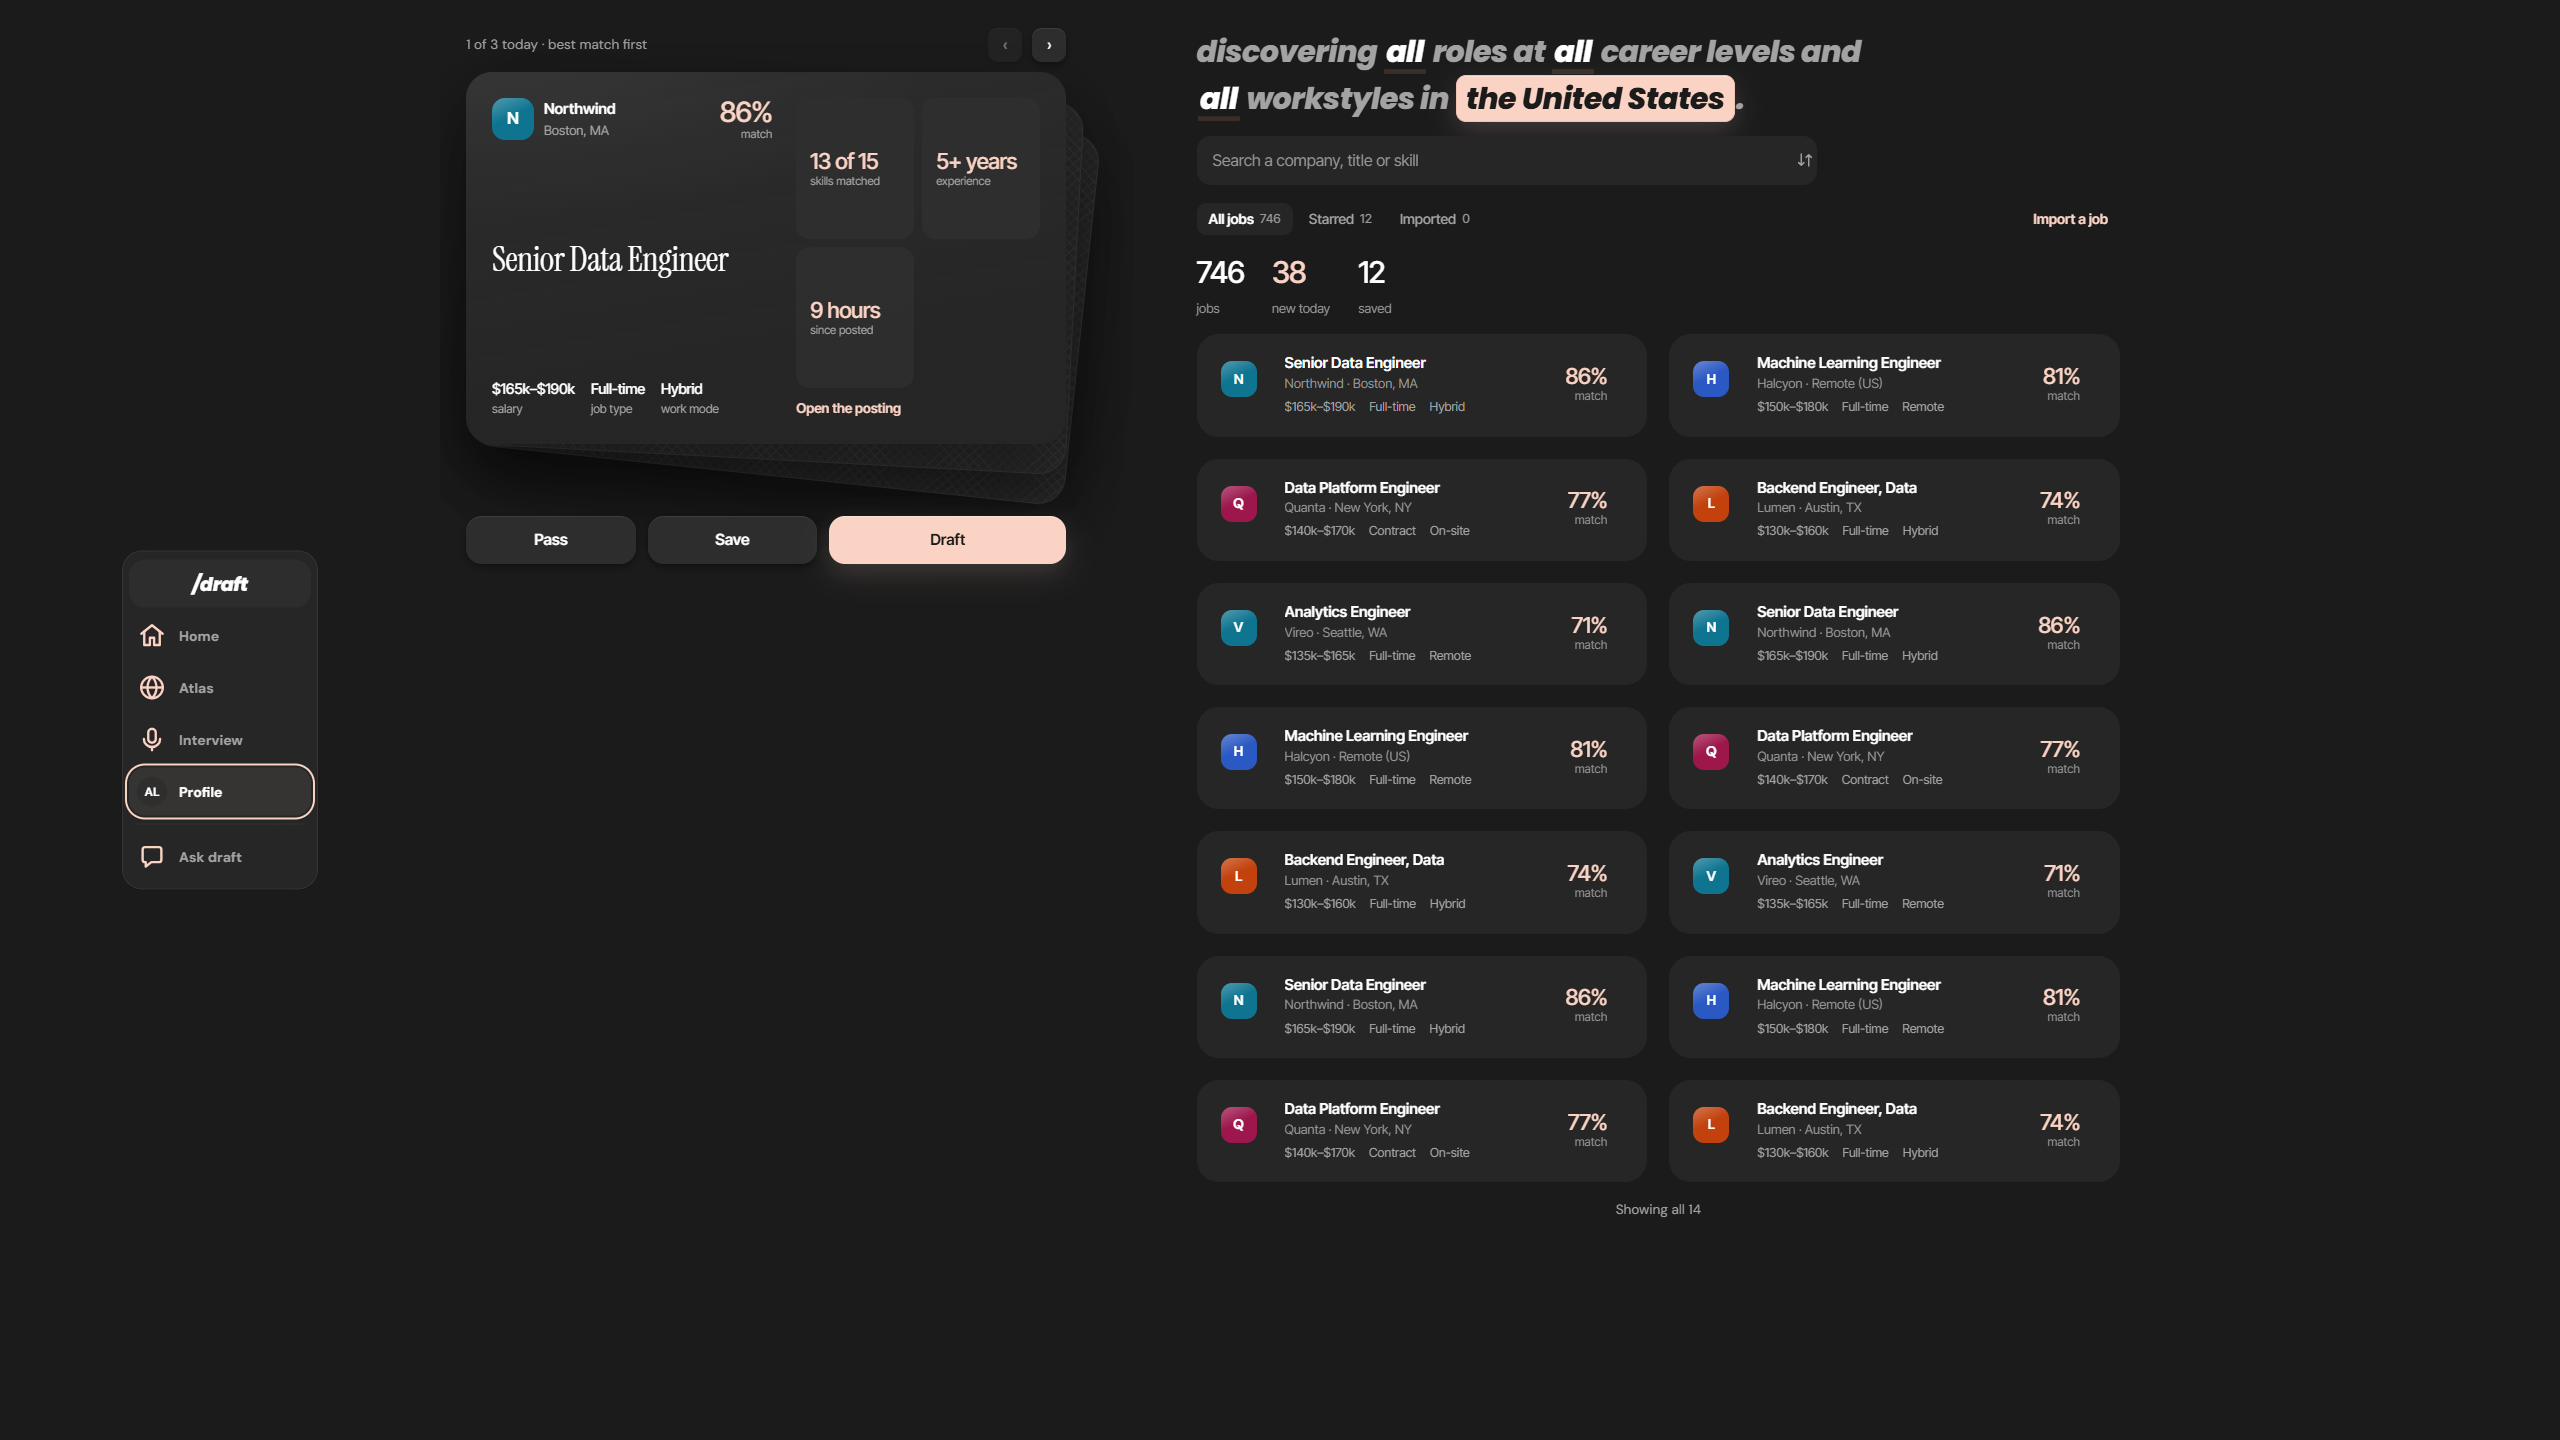 1 of 3 today · best match first
‹ ›
N
Northwind
Boston, MA
86%
match
13 of 15
skills matched
5+ years
experience
Senior Data Engineer
9 hours
since posted
$165k–$190k Full-time Hybrid
salary job type work mode
Open the posting
Pass Save Draft
/draft
Home
Atlas
Interview
AL Profile
Ask draft
discovering all roles at all career levels and
all workstyles in the United States .
Search a company, title or skill
All jobs 746 Starred 12 Imported 0 Import a job
746 38 12
jobs new today saved
N
Senior Data Engineer
Northwind · Boston, MA
$165k–$190k Full-time Hybrid
86%
match
H
Machine Learning Engineer
Halcyon · Remote (US)
$150k–$180k Full-time Remote
81%
match
Q
Data Platform Engineer
Quanta · New York, NY
$140k–$170k Contract On-site
77%
match
L
Backend Engineer, Data
Lumen · Austin, TX
$130k–$160k Full-time Hybrid
74%
match
V
Analytics Engineer
Vireo · Seattle, WA
$135k–$165k Full-time Remote
71%
match
N
Senior Data Engineer
Northwind · Boston, MA
$165k–$190k Full-time Hybrid
86%
match
H
Machine Learning Engineer
Halcyon · Remote (US)
$150k–$180k Full-time Remote
81%
match
Q
Data Platform Engineer
Quanta · New York, NY
$140k–$170k Contract On-site
77%
match
L
Backend Engineer, Data
Lumen · Austin, TX
$130k–$160k Full-time Hybrid
74%
match
V
Analytics Engineer
Vireo · Seattle, WA
$135k–$165k Full-time Remote
71%
match
N
Senior Data Engineer
Northwind · Boston, MA
$165k–$190k Full-time Hybrid
86%
match
H
Machine Learning Engineer
Halcyon · Remote (US)
$150k–$180k Full-time Remote
81%
match
Q
Data Platform Engineer
Quanta · New York, NY
$140k–$170k Contract On-site
77%
match
L
Backend Engineer, Data
Lumen · Austin, TX
$130k–$160k Full-time Hybrid
74%
match
Showing all 14